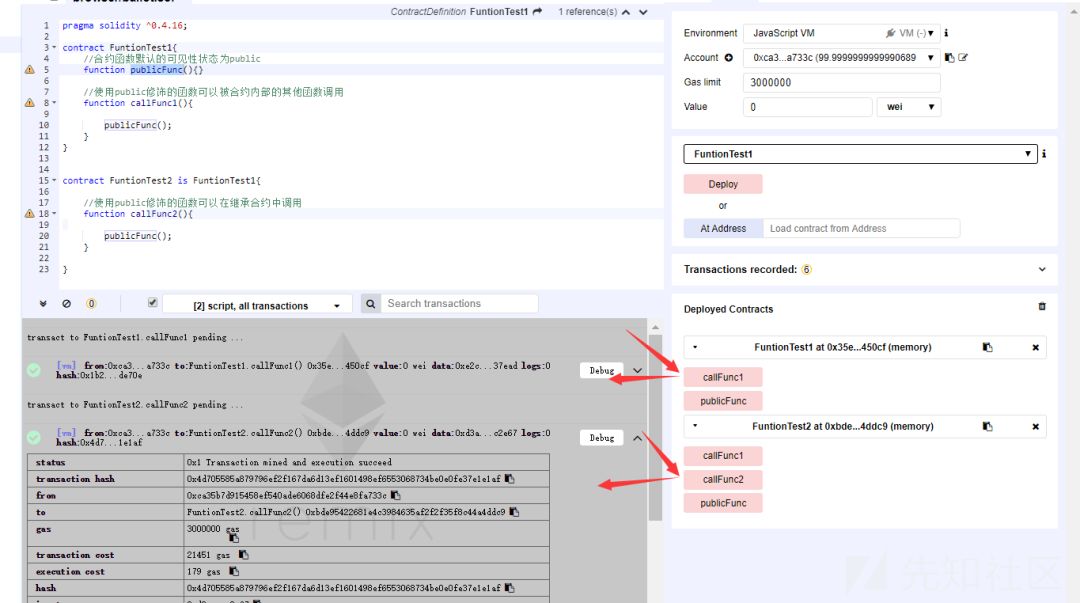 ContractDefinition FuntionTest1 1 reference(s)
1 pragma solidity ^0.4.16;
2
3 contract FuntionTest1{
4 //合约函数默认的可见性状态为public
5 function publicFunc(){}
6
7 //使用public修饰的函数可以被合约内部的其他函数调用
8 function callFunc1(){
9
10 publicFunc();
11 }
12 }
13
14
15 contract FuntionTest2 is FuntionTest1{
16
17 //使用public修饰的函数可以在继承合约中调用
18 function callFunc2(){
19
20 publicFunc();
21 }
22
23 }
0 [2] script, all transactions Search transactions
transact to FuntionTest1.callFunc1 pending ...
[vm] from:0xca3...a733c to:FuntionTest1.callFunc1() 0x35e...450cf value:0 wei data:0xe2c...37ead logs:0 Debug
hash:0x1b2...de70e
transact to FuntionTest2.callFunc2 pending ...
[vm] from:0xca3...a733c to:FuntionTest2.callFunc2() 0xbde...4ddc9 value:0 wei data:0xd3a...c2e67 logs:0 Debug
hash:0x4d7...1e1af
status 0x1 Transaction mined and execution succeed
transaction hash 0x4d705585a879796ef2f167da6d13ef1601498ef6553068734be0e0fe37e1e1af
from 0xca35b7d915458ef540ade6068dfe2f44e8fa733c
to FuntionTest2.callFunc2() 0xbde95422681e4c3984635af2f2f35f8c44a4ddc9
gas 3000000 gas
transaction cost 21451 gas
execution cost 179 gas
hash 0x4d705585a879796ef2f167da6d13ef1601498ef6553068734be0e0fe37e1e1af
remix
Environment JavaScript VM VM (-)
Account 0xca3...a733c (99.9999999999990689
Gas limit 3000000
Value 0 wei
FuntionTest1
Deploy
or
At Address Load contract from Address
Transactions recorded: 6
Deployed Contracts
FuntionTest1 at 0x35e...450cf (memory)
callFunc1
publicFunc
FuntionTest2 at 0xbde...4ddc9 (memory)
callFunc1
callFunc2
publicFunc
先知社区